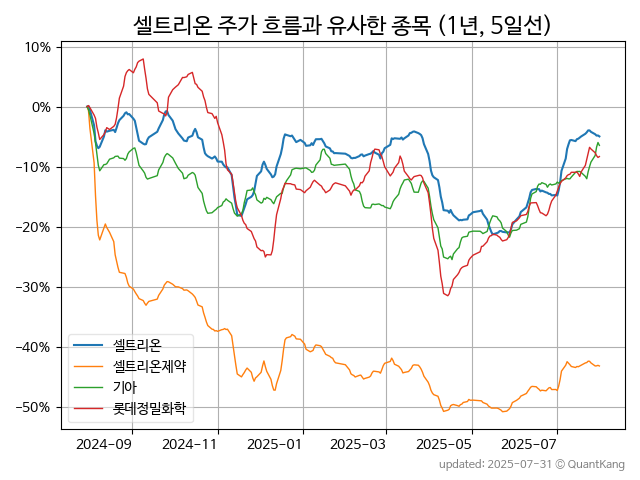 셀트리온 주가 흐름과 유사한 종목 (1년, 5일선)
10%
0%
−10%
−20%
−30%
−40%
−50%
셀트리온
셀트리온제약
기아
롯데정밀화학
2024-09 2024-11 2025-01 2025-03 2025-05 2025-07
updated: 2025-07-31 © QuantKang